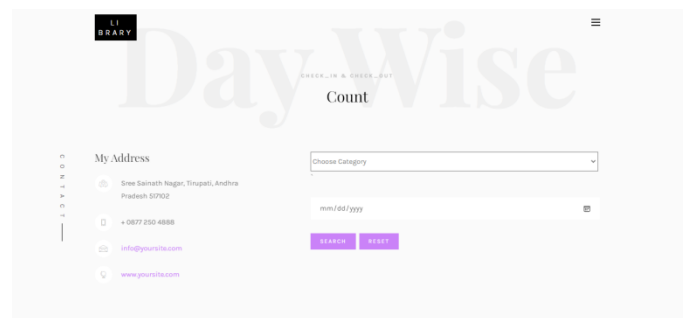 LI
BRARY
Day Wise
CHECK_IN & CHECK_OUT
Count
CONTACT
My Address
Sree Sainath Nagar, Tirupati, Andhra
Pradesh 517102
+ 0877 250 4888
info@yoursite.com
www.yoursite.com
Choose Category
mm/dd/yyyy
SEARCH
RESET